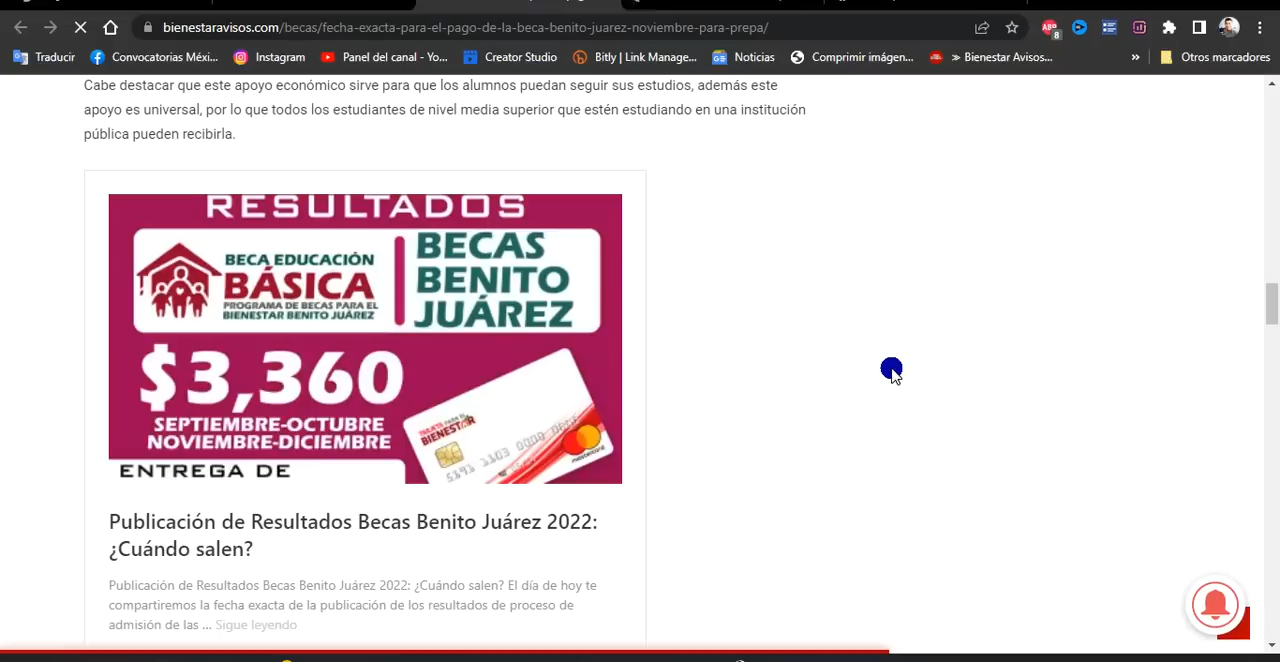 bienestaravisos.com/becas/fecha-exacta-para-el-pago-de-la-beca-benito-juarez-noviembre-para-prepa/
ABP
8
Traducir
Convocatorias Méxi...
Instagram
Panel del canal - Yo...
Creator Studio
Bitly | Link Manage...
Noticias
Comprimir imágen...
≫ Bienestar Avisos...
»
Otros marcadores
Cabe destacar que este apoyo económico sirve para que los alumnos puedan seguir sus estudios, además este
apoyo es universal, por lo que todos los estudiantes de nivel media superior que estén estudiando en una institución
pública pueden recibirla.
RESULTADOS
BECA EDUCACIÓN
BÁSICA
PROGRAMA DE BECAS PARA EL
BIENESTAR BENITO JUÁREZ
BECAS
BENITO
JUÁREZ
$3,360
SEPTIEMBRE-OCTUBRE
NOVIEMBRE-DICIEMBRE
ENTREGA DE
BIENESTAR
mastercard
Publicación de Resultados Becas Benito Juárez 2022:
¿Cuándo salen?
Publicación de Resultados Becas Benito Juárez 2022: ¿Cuándo salen? El día de hoy te
compartiremos la fecha exacta de la publicación de los resultados de proceso de
admisión de las ... Sigue leyendo